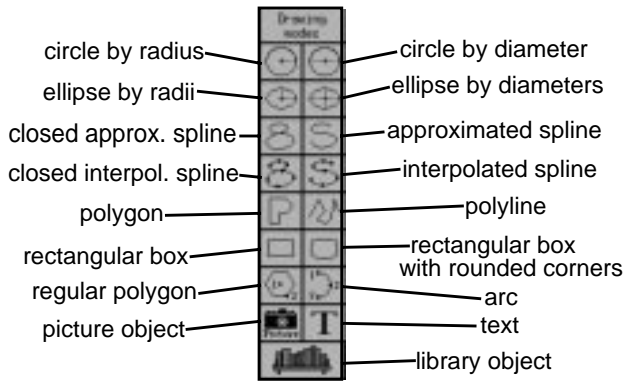 Drawing
modes
circle by radius
circle by diameter
ellipse by radii
ellipse by diameters
closed approx. spline
approximated spline
closed interpol. spline
interpolated spline
polygon
polyline
rectangular box
rectangular box
with rounded corners
regular polygon
arc
picture object
Picture
T
text
library object